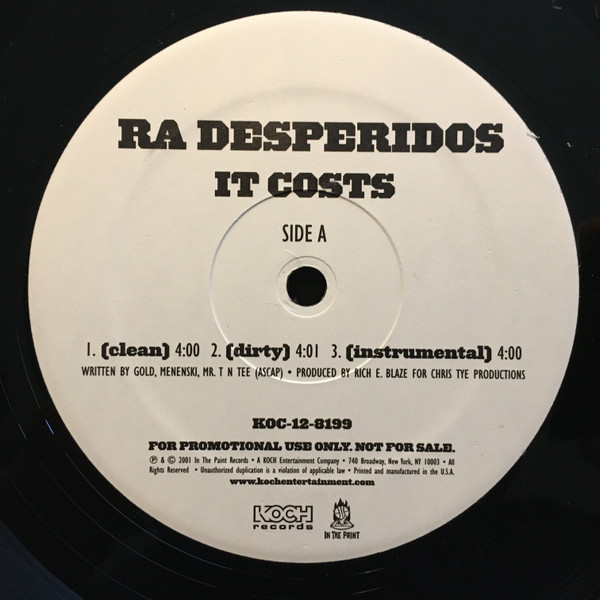 RA DESPERIDOS
IT COSTS
SIDE A
1. (clean) 4:00 2. (dirty) 4:01 3. (instrumental) 4:00
WRITTEN BY GOLD, MENENSKI, MR. T N TEE (ASCAP) • PRODUCED BY RICH E. BLAZE FOR CHRIS TYE PRODUCTIONS
KOC-12-8199
FOR PROMOTIONAL USE ONLY. NOT FOR SALE.
℗ & © 2001 In The Paint Records • A KOCH Entertainment Company • 740 Broadway, New York, NY 10003 • All
Rights Reserved • Unauthorized duplication is a violation of applicable law • Printed and manufactured in the U.S.A.
www.kochentertainment.com
KOCH
records
IN THE PAINT